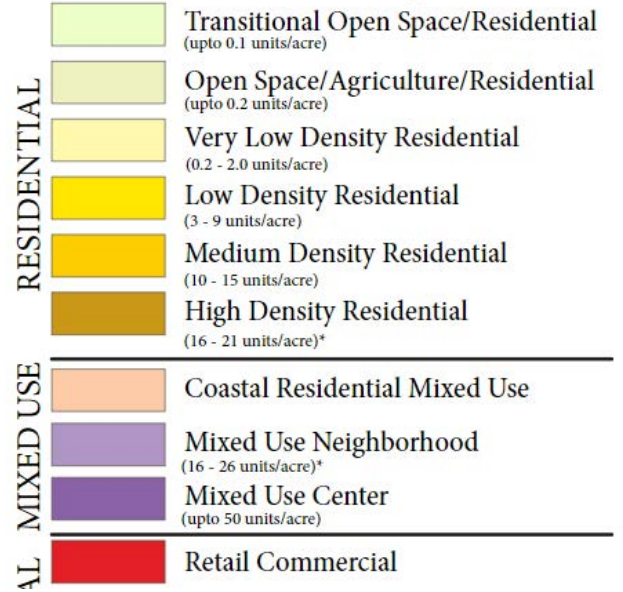 RESIDENTIAL
Transitional Open Space/Residential
(upto 0.1 units/acre)
Open Space/Agriculture/Residential
(upto 0.2 units/acre)
Very Low Density Residential
(0.2 - 2.0 units/acre)
Low Density Residential
(3 - 9 units/acre)
Medium Density Residential
(10 - 15 units/acre)
High Density Residential
(16 - 21 units/acre)*
MIXED USE
Coastal Residential Mixed Use
Mixed Use Neighborhood
(16 - 26 units/acre)*
Mixed Use Center
(upto 50 units/acre)
Retail Commercial